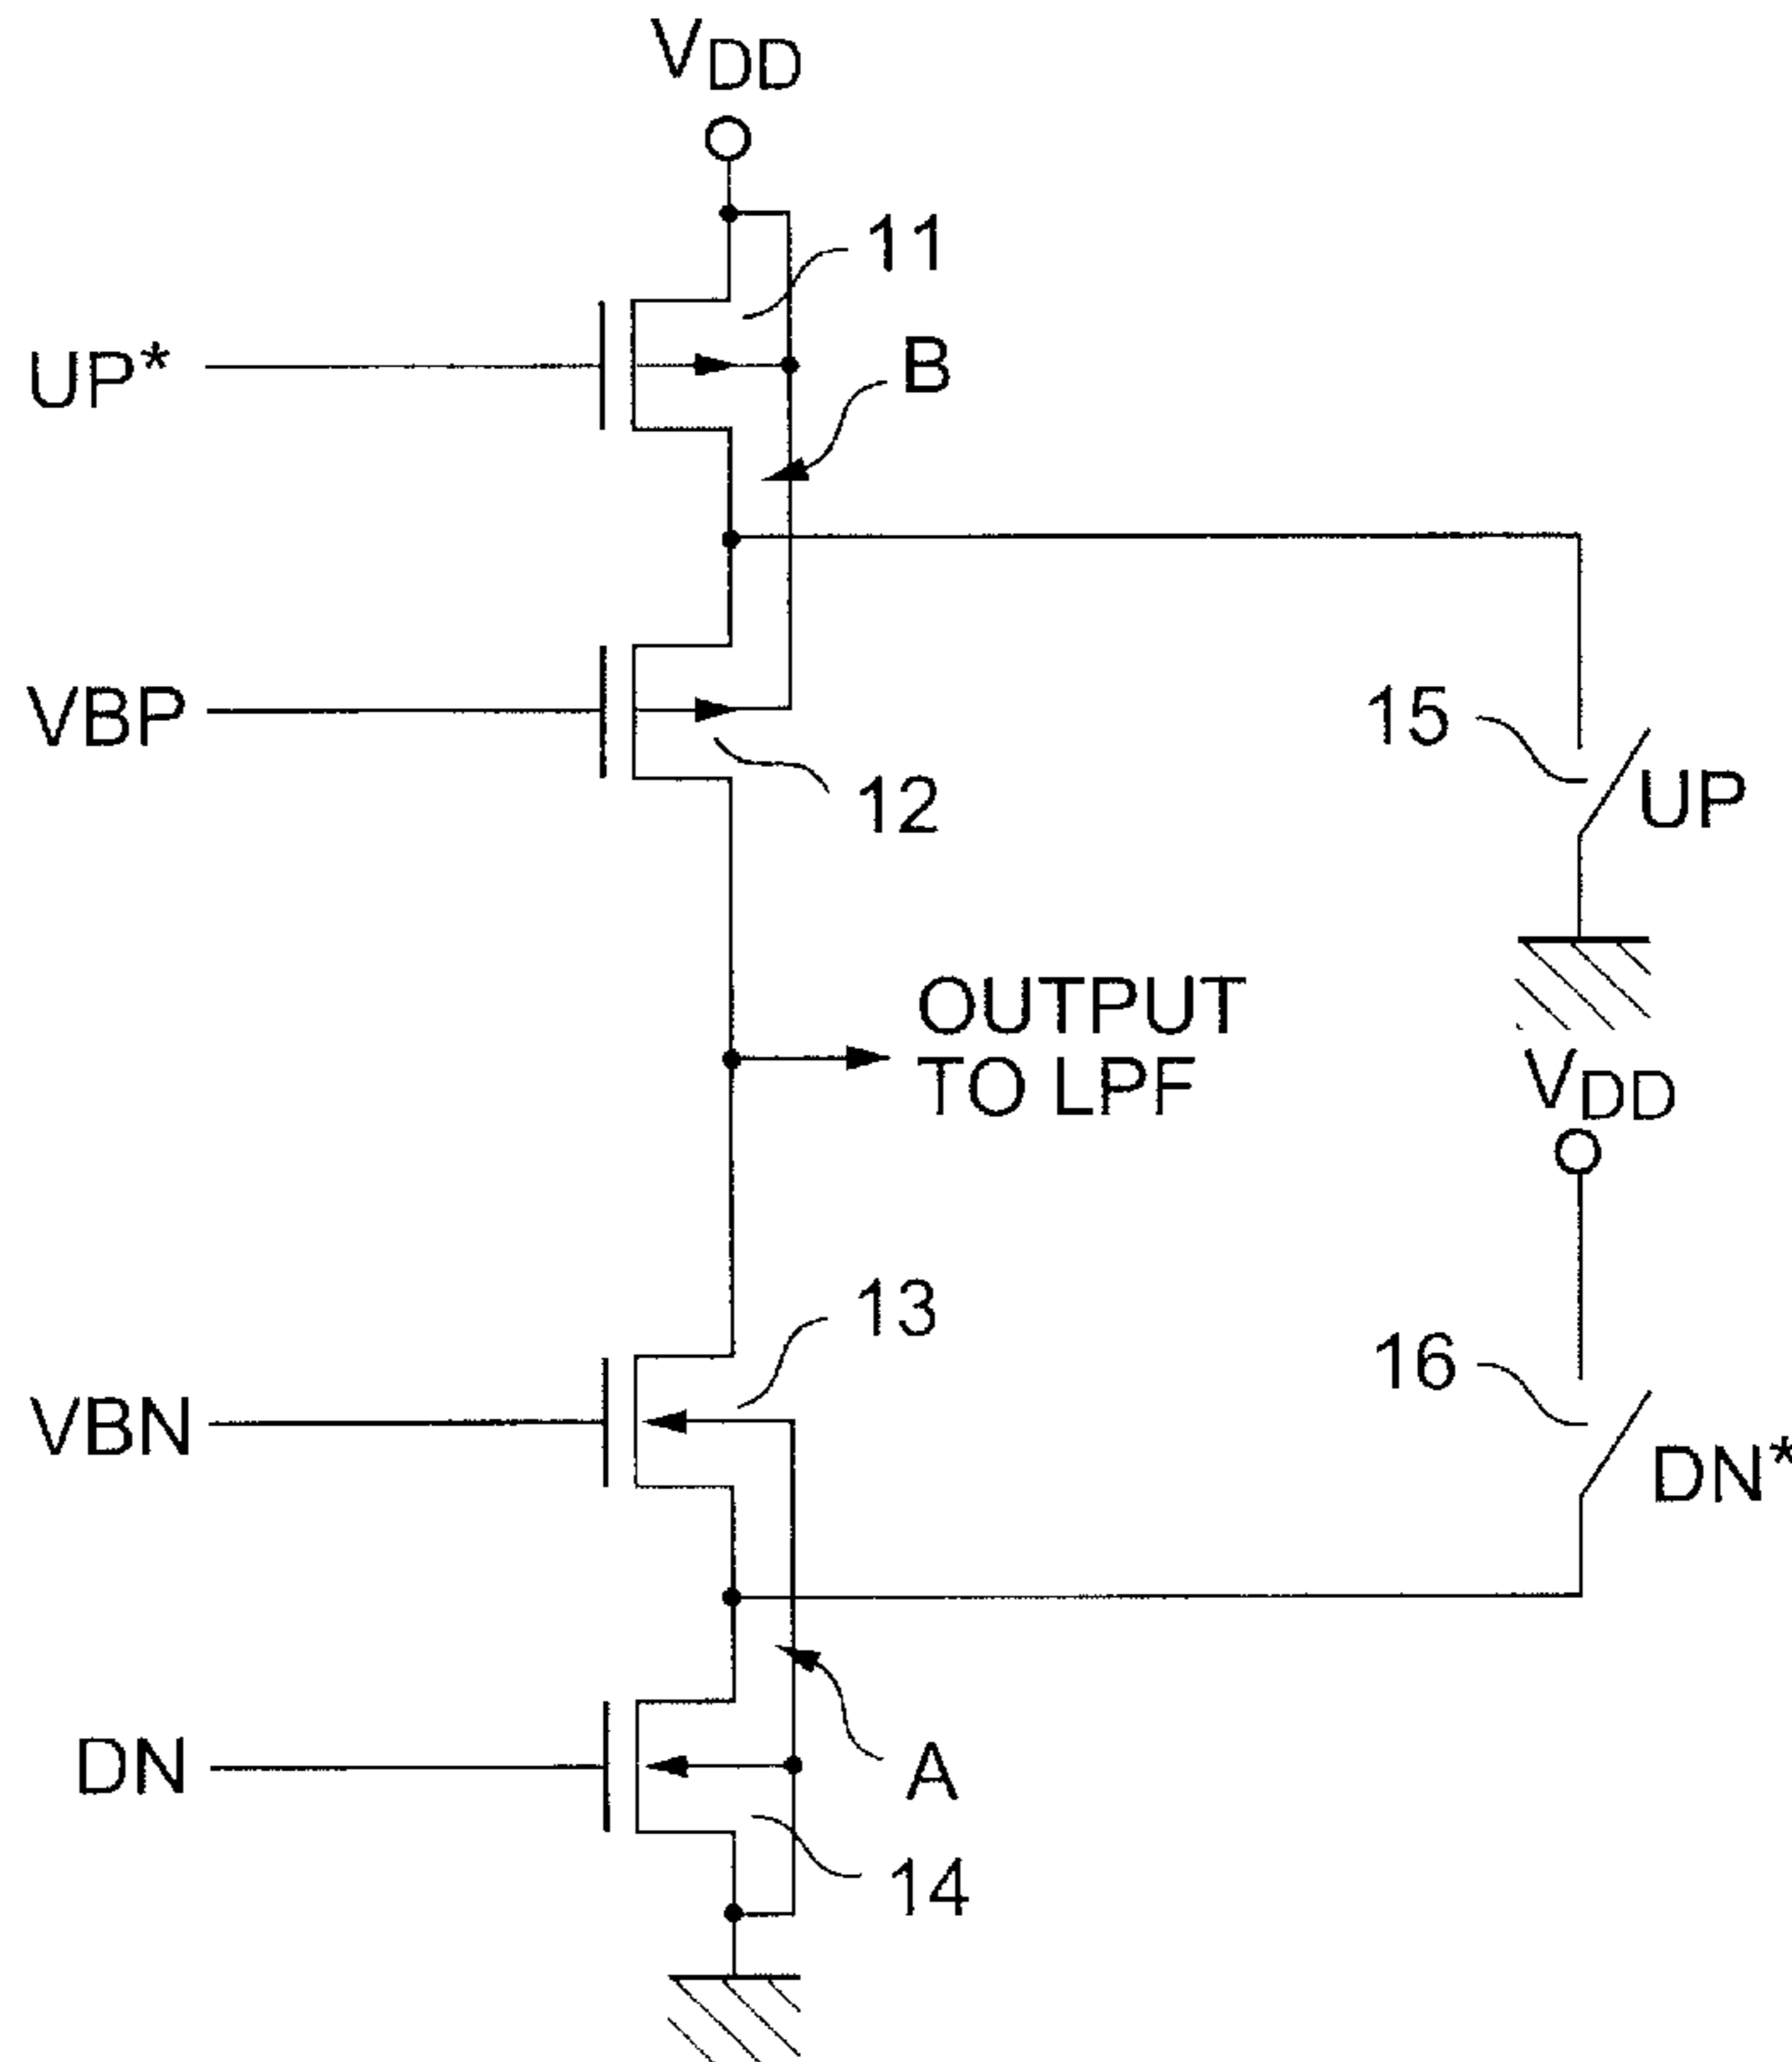 VDD
11
UP*
B
VBP
12
15
UP
OUTPUT
TO LPF
VDD
13
16
VBN
DN*
A
DN
14